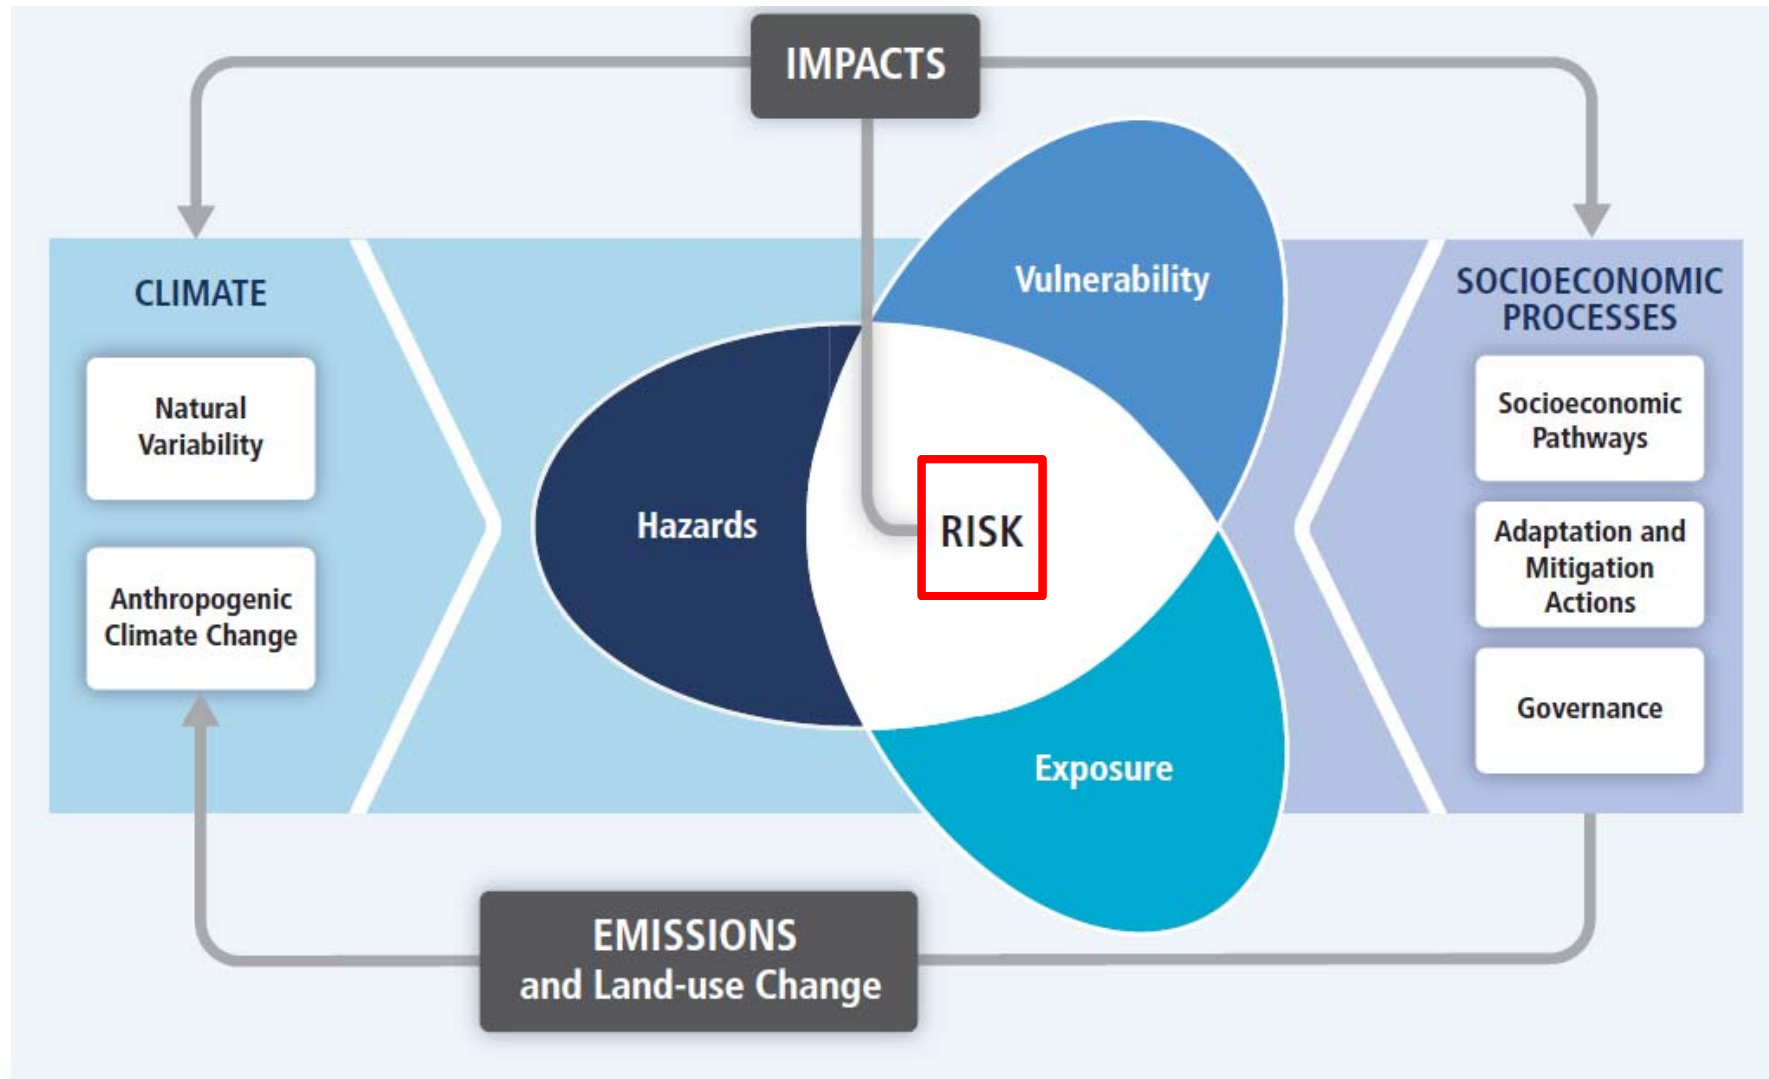 IMPACTS
CLIMATE
Natural
Variability
Anthropogenic
Climate Change
Hazards
Vulnerability
RISK
Exposure
SOCIOECONOMIC
PROCESSES
Socioeconomic
Pathways
Adaptation and
Mitigation
Actions
Governance
EMISSIONS
and Land-use Change